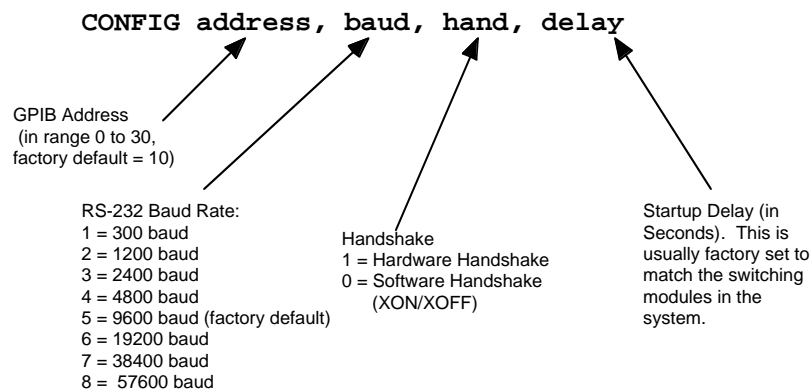 CONFIG address, baud, hand, delay
GPIB Address
(in range 0 to 30,
factory default = 10)
RS-232 Baud Rate:
1 = 300 baud
2 = 1200 baud
3 = 2400 baud
4 = 4800 baud
5 = 9600 baud (factory default)
6 = 19200 baud
7 = 38400 baud
8 = 57600 baud
Handshake
1 = Hardware Handshake
0 = Software Handshake
(XON/XOFF)
Startup Delay (in
Seconds). This is
usually factory set to
match the switching
modules in the
system.